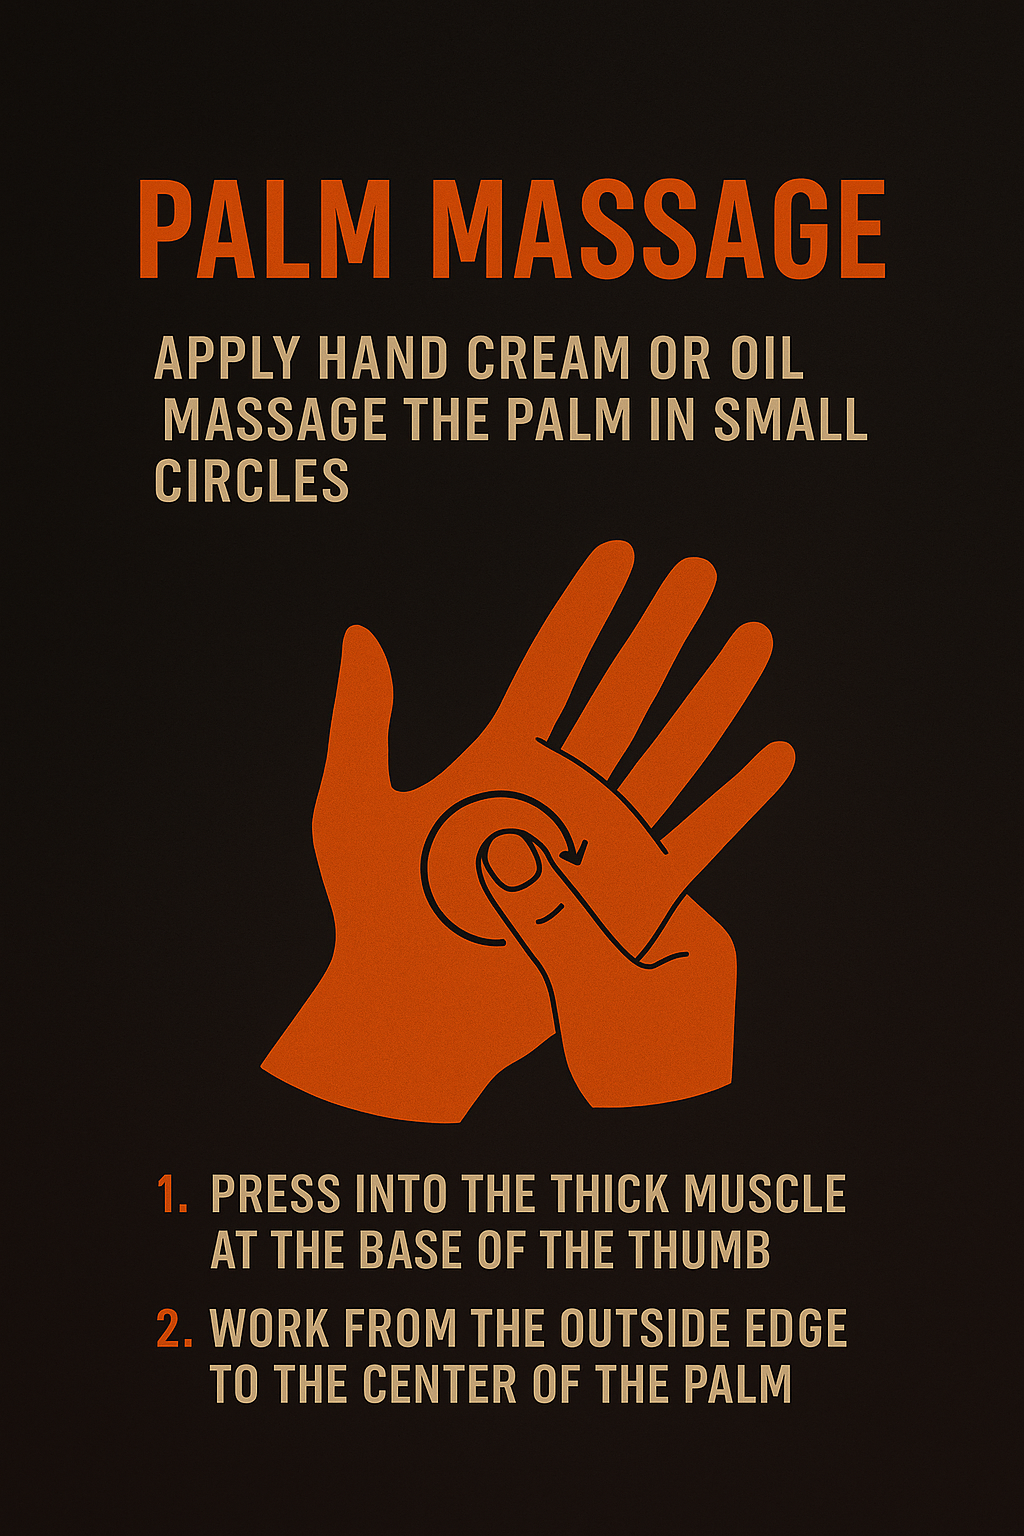 PALM MASSAGE
APPLY HAND CREAM OR OIL
MASSAGE THE PALM IN SMALL
CIRCLES
1. PRESS INTO THE THICK MUSCLE
AT THE BASE OF THE THUMB
2. WORK FROM THE OUTSIDE EDGE
TO THE CENTER OF THE PALM